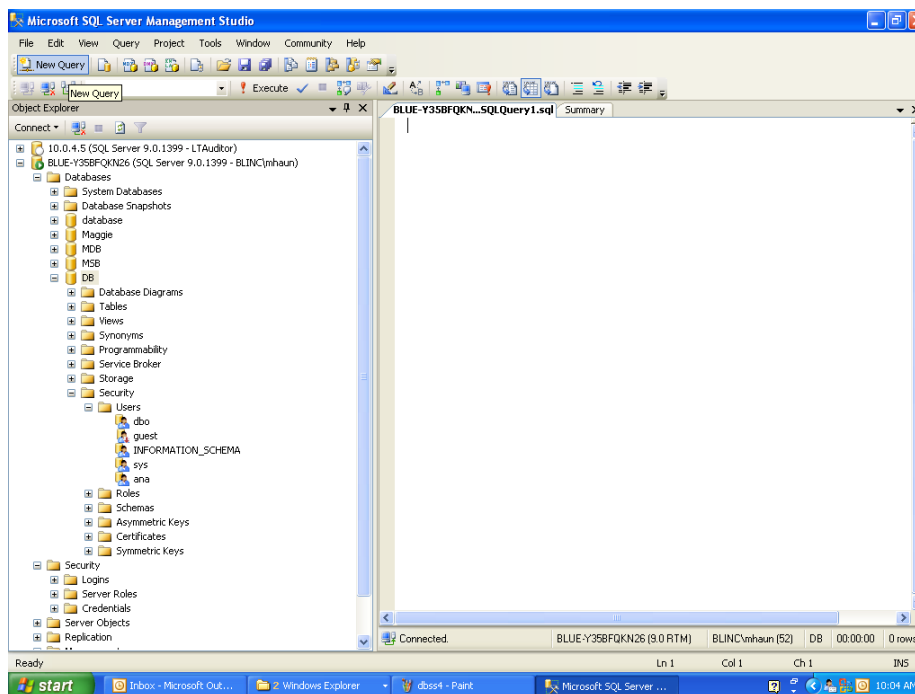 Microsoft SQL Server Management Studio
File Edit View Query Project Tools Window Community Help
New Query
Execute
New Query
Object Explorer
BLUE-Y35BFQKN...SQLQuery1.sql Summary
Connect
10.0.4.5 (SQL Server 9.0.1399 - LTAuditor)
BLUE-Y35BFQKN26 (SQL Server 9.0.1399 - BLINC\mhaun)
Databases
System Databases
Database Snapshots
database
Maggie
MDB
MSB
DB
Database Diagrams
Tables
Views
Synonyms
Programmability
Service Broker
Storage
Security
Users
dbo
guest
INFORMATION_SCHEMA
sys
ana
Roles
Schemas
Asymmetric Keys
Certificates
Symmetric Keys
Security
Logins
Server Roles
Credentials
Server Objects
Replication
Connected. BLUE-Y35BFQKN26 (9.0 RTM) BLINC\mhaun (52) DB 00:00:00 0 rows
Ready Ln 1 Col 1 Ch 1 INS
start Inbox - Microsoft Out... 2 Windows Explorer dbss4 - Paint Microsoft SQL Server ... 10:04 AM